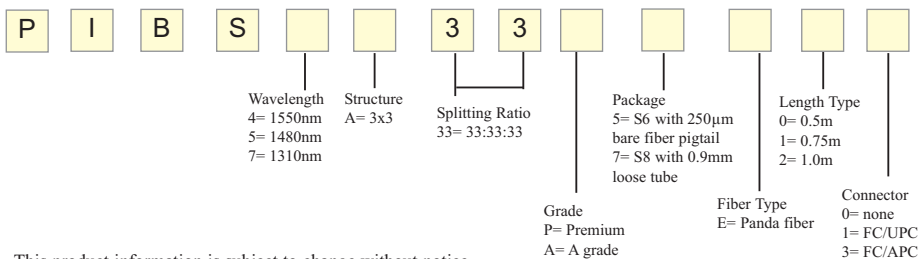 P I B S 3 3
Wavelength
4= 1550nm
5= 1480nm
7= 1310nm
Structure
A= 3x3
Splitting Ratio
33= 33:33:33
Grade
P= Premium
A= A grade
Package
5= S6 with 250µm
bare fiber pigtail
7= S8 with 0.9mm
loose tube
Fiber Type
E= Panda fiber
Length Type
0= 0.5m
1= 0.75m
2= 1.0m
Connector
0= none
1= FC/UPC
3= FC/APC
This product information is subject to change without notice